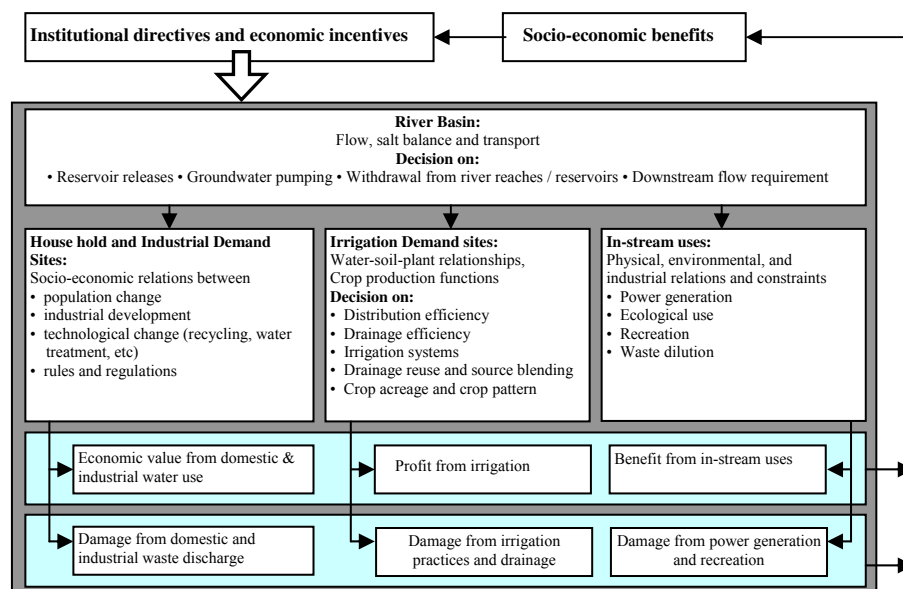 Institutional directives and economic incentives
Socio-economic benefits
River Basin:
Flow, salt balance and transport
Decision on:
• Reservoir releases • Groundwater pumping • Withdrawal from river reaches / reservoirs • Downstream flow requirement
House hold and Industrial Demand
Sites:
Socio-economic relations between
• population change
• industrial development
• technological change (recycling, water
treatment, etc)
• rules and regulations
Irrigation Demand sites:
Water-soil-plant relationships,
Crop production functions
Decision on:
• Distribution efficiency
• Drainage efficiency
• Irrigation systems
• Drainage reuse and source blending
• Crop acreage and crop pattern
In-stream uses:
Physical, environmental, and
industrial relations and constraints
• Power generation
• Ecological use
• Recreation
• Waste dilution
Economic value from domestic &
industrial water use
Profit from irrigation
Benefit from in-stream uses
Damage from domestic and
industrial waste discharge
Damage from irrigation
practices and drainage
Damage from power generation
and recreation